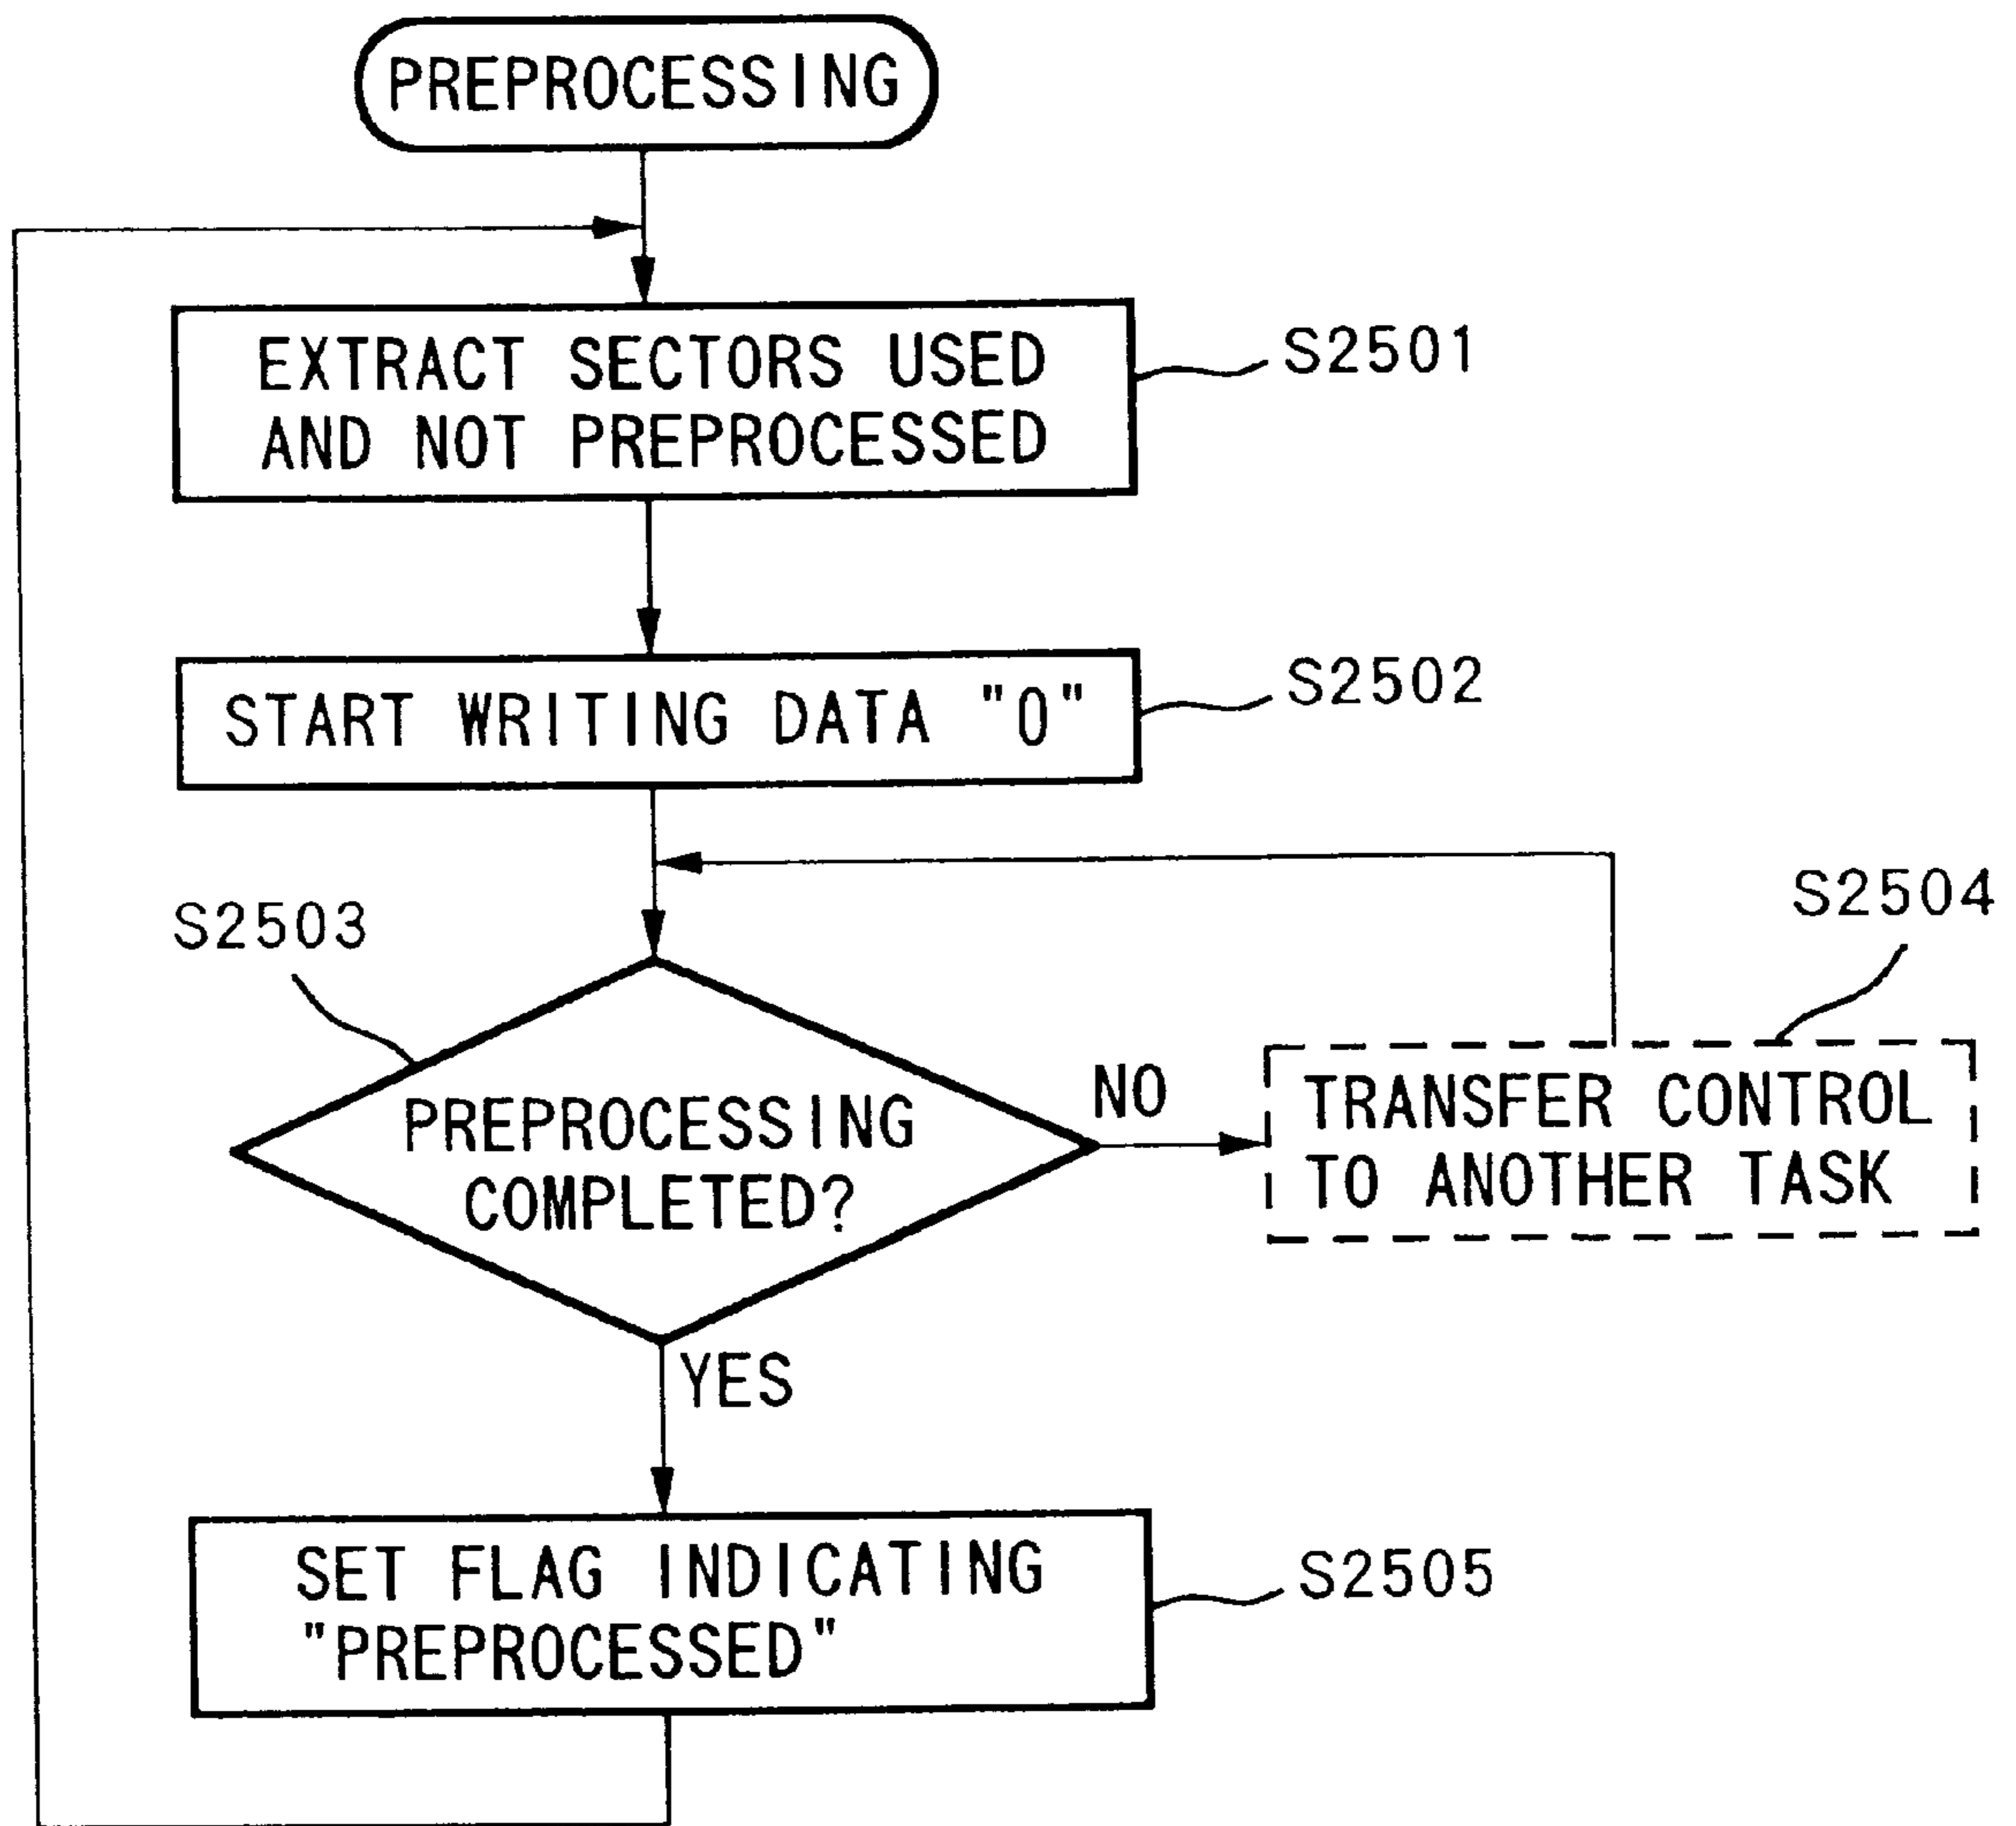 PREPROCESSING
EXTRACT SECTORS USED
AND NOT PREPROCESSED
S2501
START WRITING DATA "0"
S2502
S2503
S2504
PREPROCESSING
COMPLETED?
NO
TRANSFER CONTROL
TO ANOTHER TASK
YES
SET FLAG INDICATING
"PREPROCESSED"
S2505